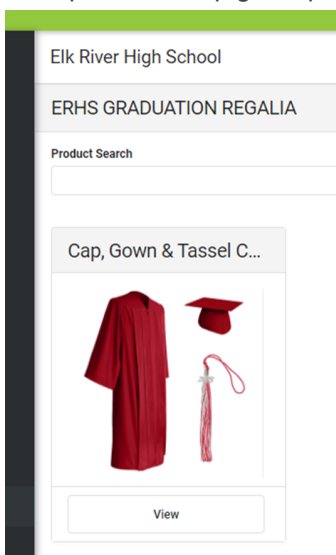 Elk River High School
ERHS GRADUATION REGALIA
Product Search
Cap, Gown & Tassel C...
View